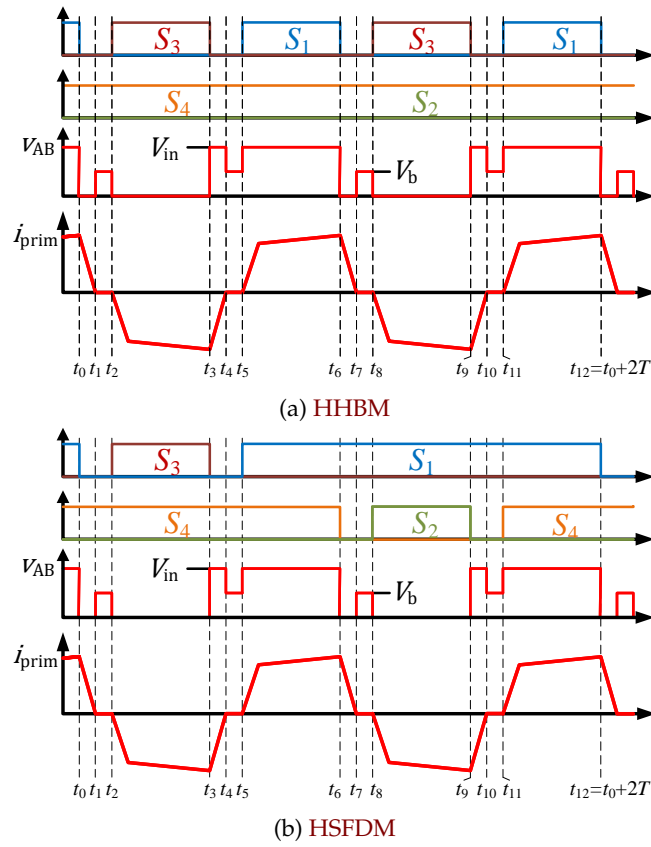 S3 S1 S3 S1
S4 S2
vAB Vin Vb
iprim
t0 t1 t2 t3 t4 t5 t6 t7 t8 t9 t10 t11 t12=t0+2T
(a) HHBM
S3 S1
S4 S2 S4
vAB Vin Vb
iprim
t0 t1 t2 t3 t4 t5 t6 t7 t8 t9 t10 t11 t12=t0+2T
(b) HSFDM